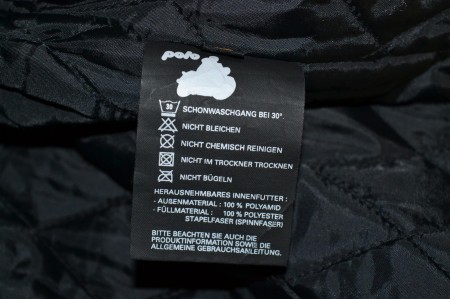 polo
30
SCHONWASCHGANG BEI 30°.
NICHT BLEICHEN
NICHT CHEMISCH REINIGEN
NICHT IM TROCKNER TROCKNEN
NICHT BÜGELN
HERAUSNEHMBARES INNENFUTTER :
- AUßENMATERIAL : 100 % POLYAMID
- FÜLLMATERIAL : 100 % POLYESTER
STAPELFASER (SPINNFASER)
BITTE BEACHTEN SIE AUCH DIE
PRODUKTINFORMATION SOWIE DIE
ALLGEMEINE GEBRAUCHSANLEITUNG.